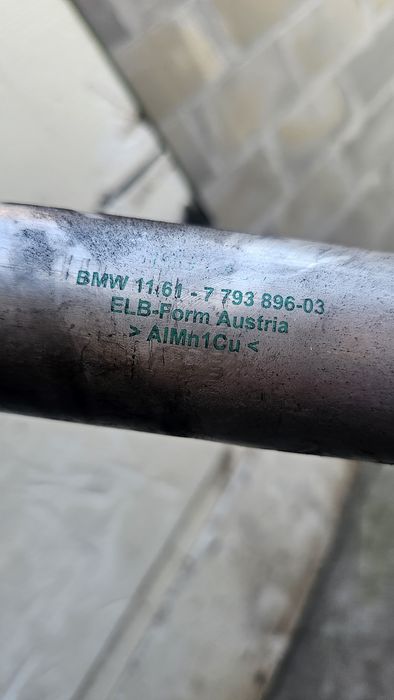 BMW 11.61 - 7 793 896-03
ELB-Form Austria
> AlMn1Cu <